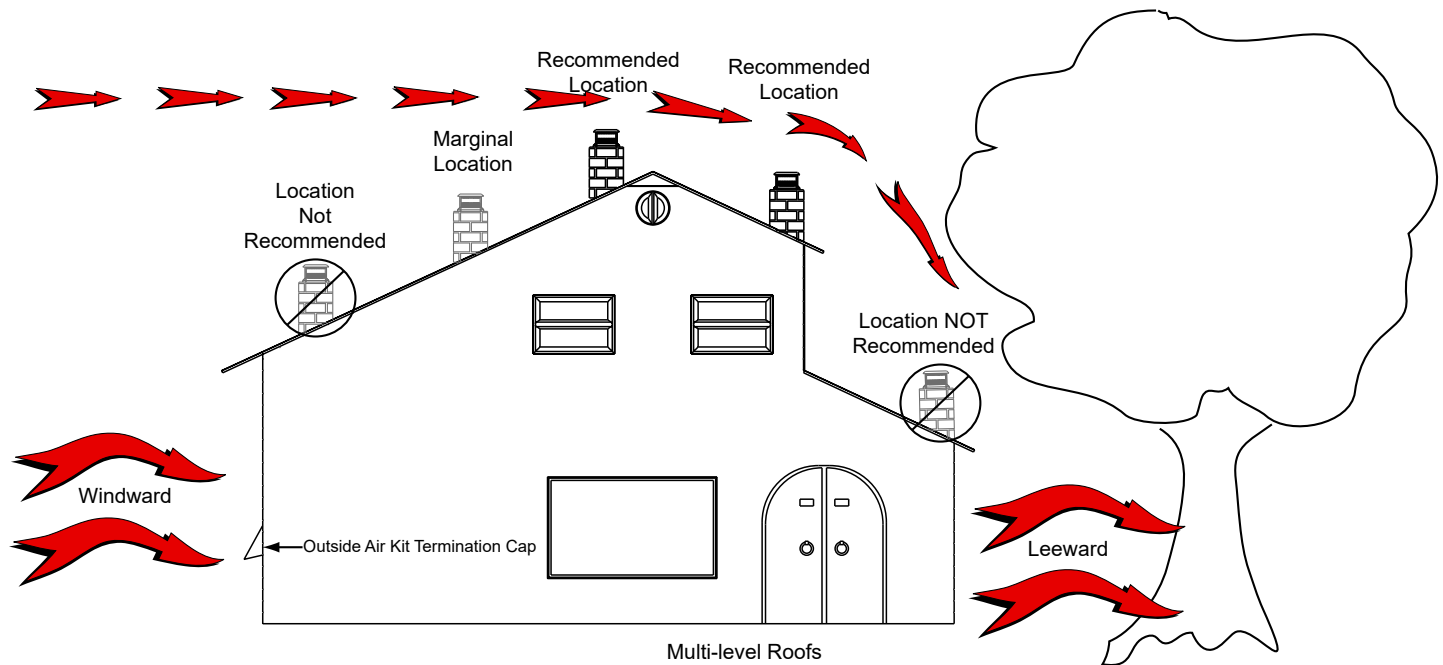 Recommended
Location
Recommended
Location
Marginal
Location
Location
Not
Recommended
Location NOT
Recommended
Windward
Outside Air Kit Termination Cap
Leeward
Multi-level Roofs